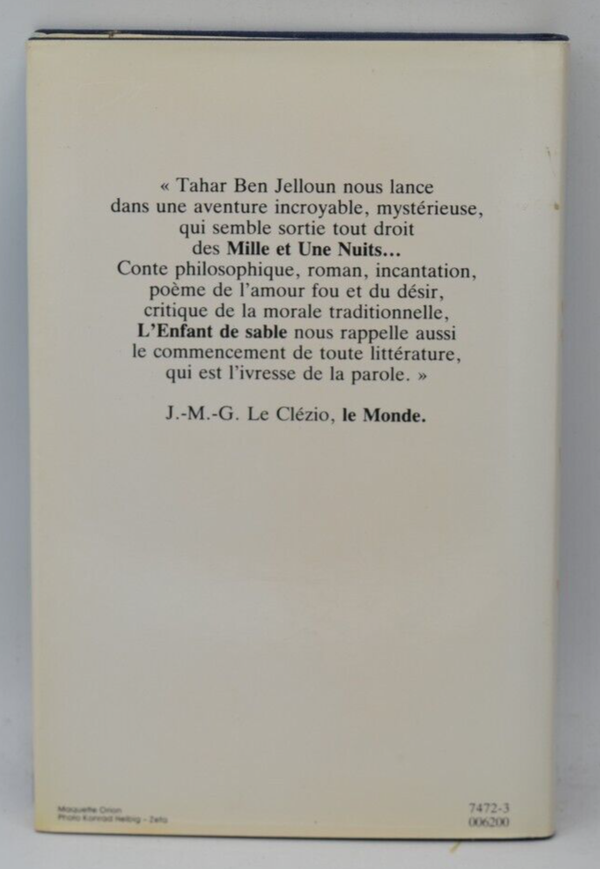 « Tahar Ben Jelloun nous lance
dans une aventure incroyable, mystérieuse,
qui semble sortie tout droit
des Mille et Une Nuits...
Conte philosophique, roman, incantation,
poème de l'amour fou et du désir,
critique de la morale traditionnelle,
L'Enfant de sable nous rappelle aussi
le commencement de toute littérature,
qui est l'ivresse de la parole. »
J.-M.-G. Le Clézio, le Monde.
Maquette Orion
Photo Konrad Helbig - Zefa
7472-3
006200